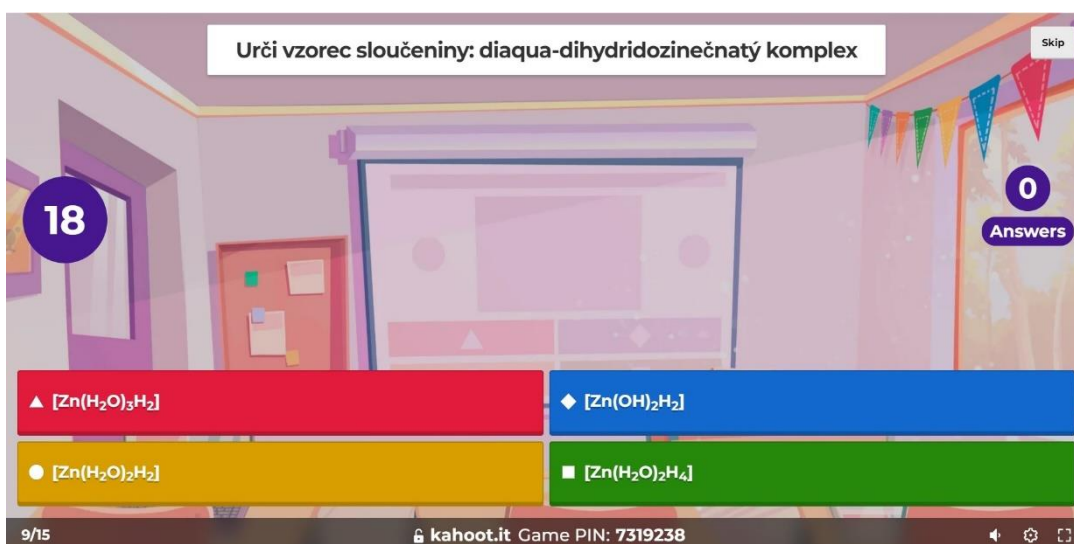 Urči vzorec sloučeniny: diaqua-dihydridozinečnatý komplex
Skip
18
0
Answers
[Zn(H₂O)₃H₂]
[Zn(OH)₂H₂]
[Zn(H₂O)₂H₂]
[Zn(H₂O)₂H₄]
9/15
kahoot.it Game PIN: 7319238